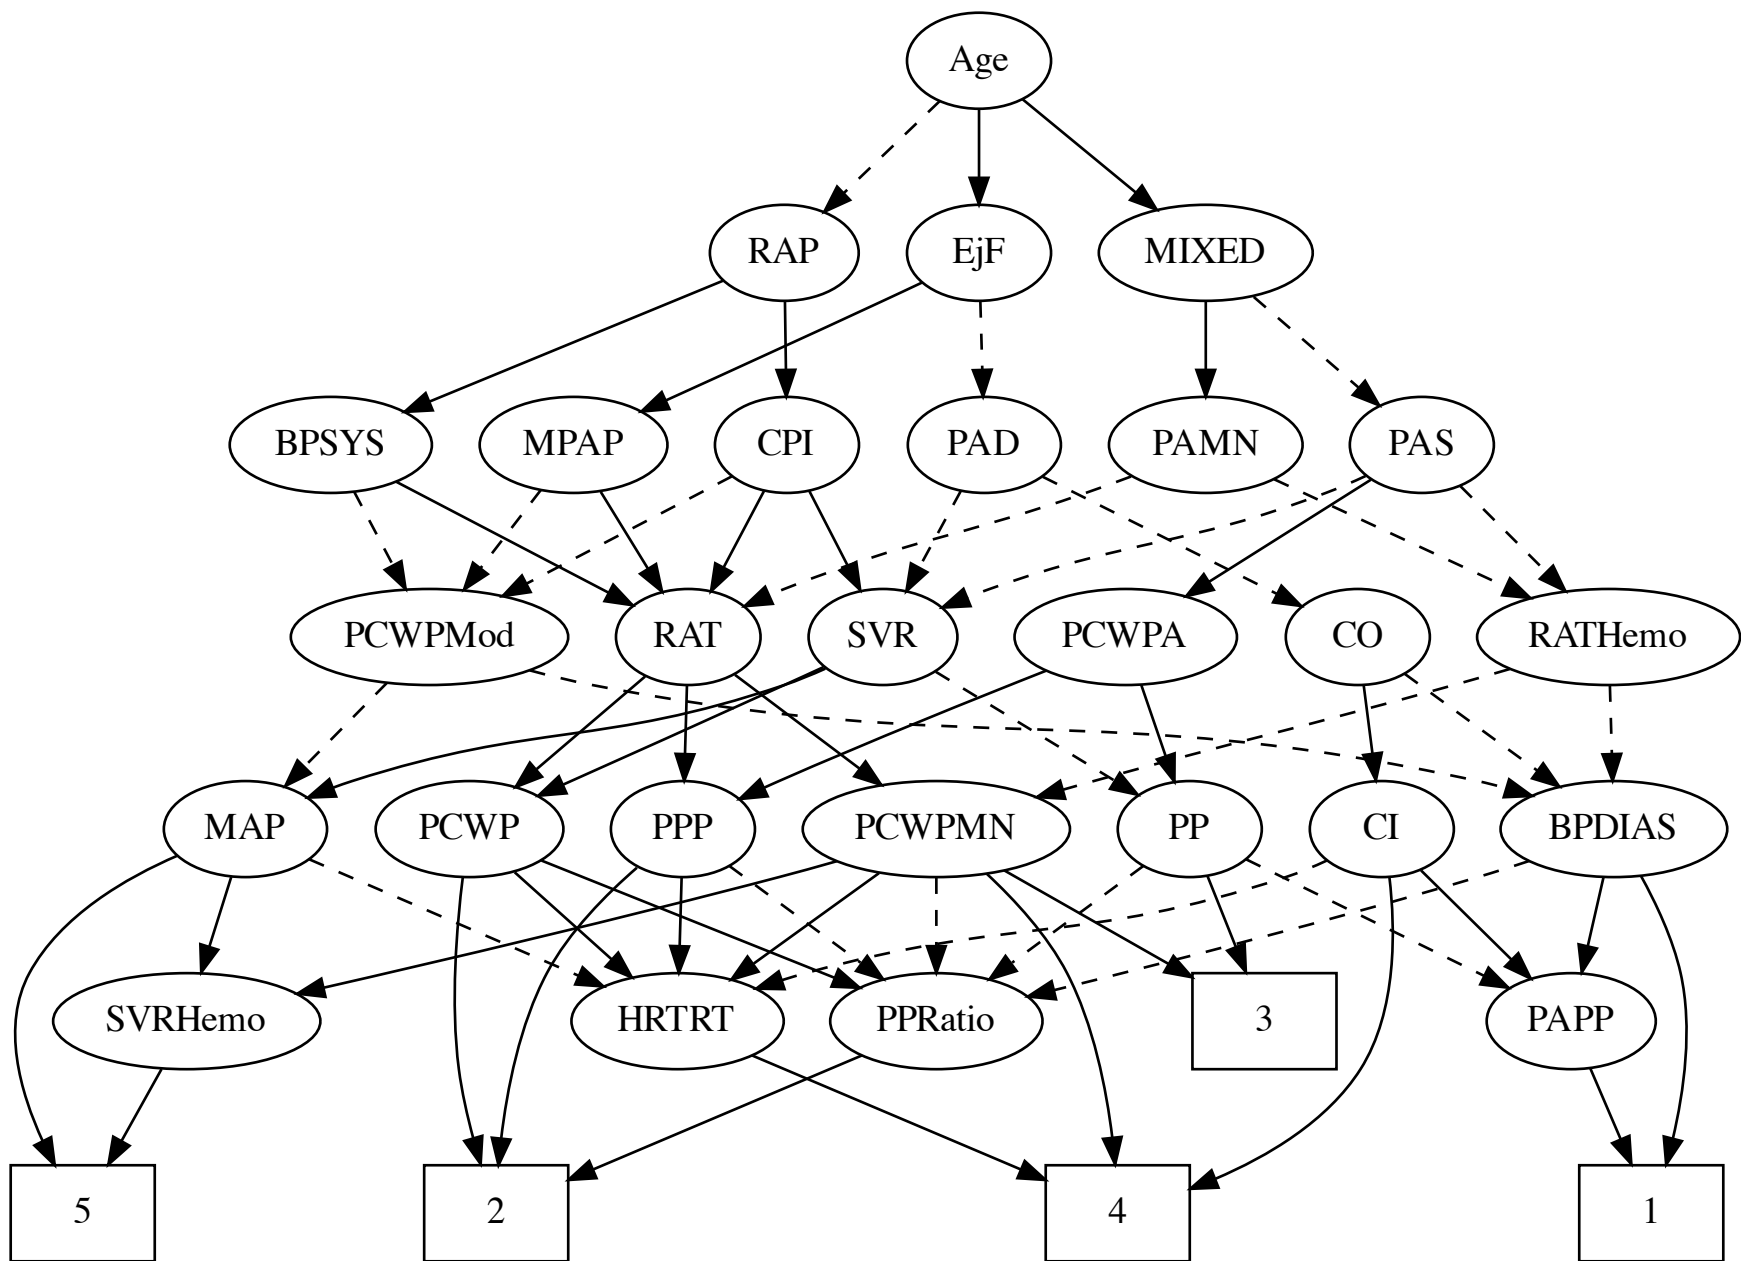 Age
RAP
EjF
MIXED
BPSYS
MPAP
CPI
PAD
PAMN
PAS
PCWPMod
RAT
SVR
PCWPA
CO
RATHemo
MAP
PCWP
PPP
PCWPMN
PP
CI
BPDIAS
SVRHemo
HRTRT
PPRatio
3
PAPP
5
2
4
1